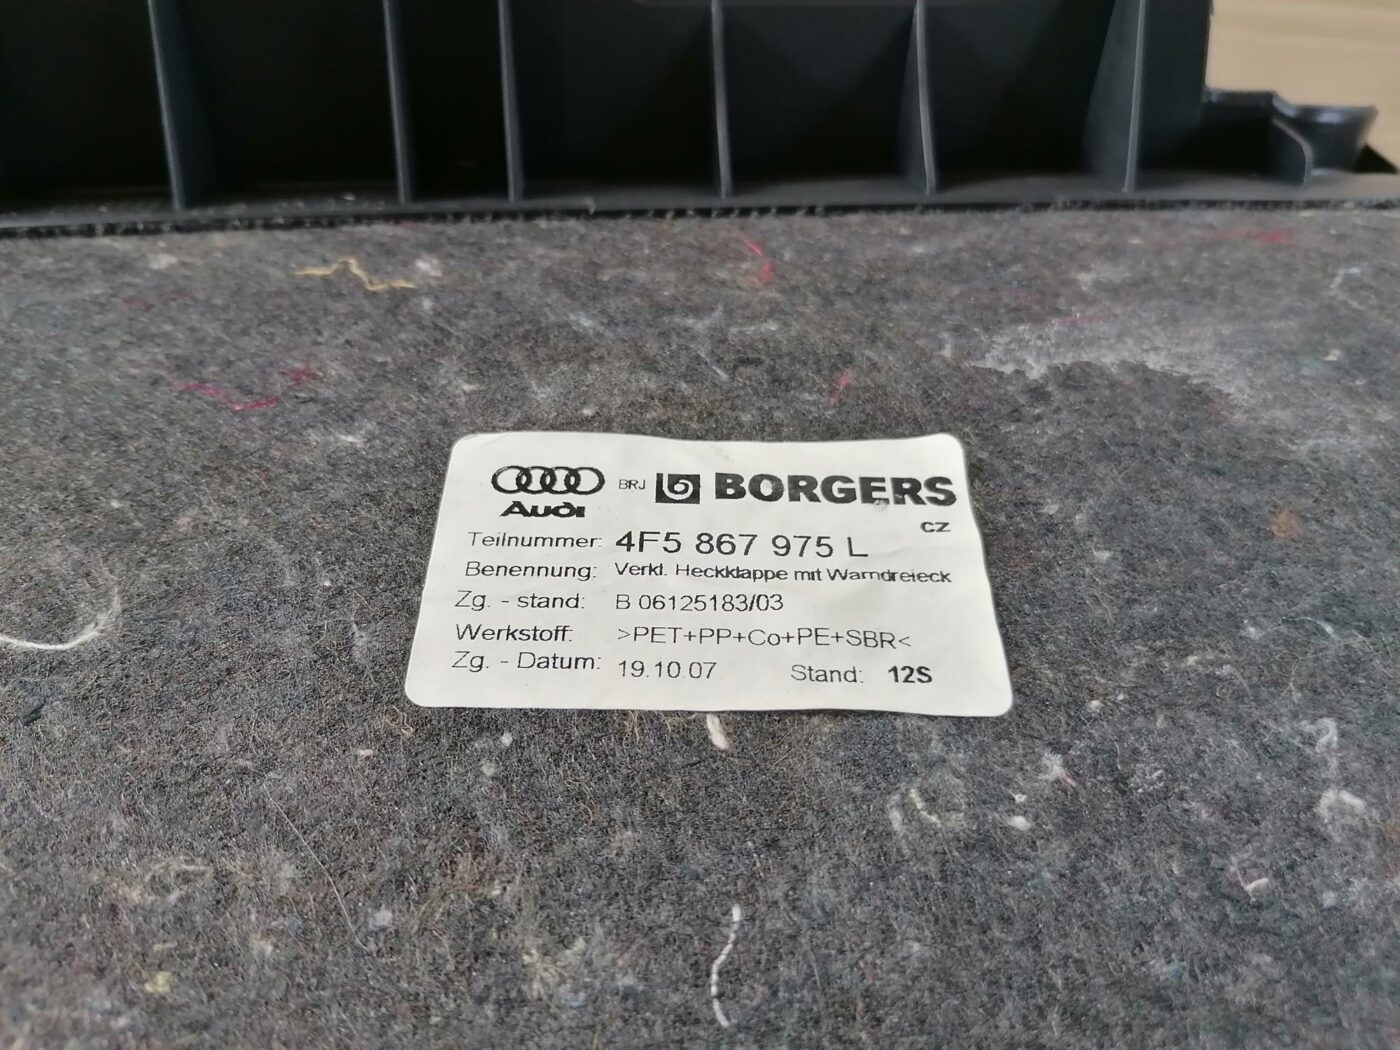 Audi BRJ BORGERS
CZ
Teilnummer: 4F5 867 975 L
Benennung: Verkl. Heckklappe mit Warndreieck
Zg. - stand: B 06125183/03
Werkstoff: >PET+PP+Co+PE+SBR<
Zg. - Datum: 19.10.07 Stand: 12S